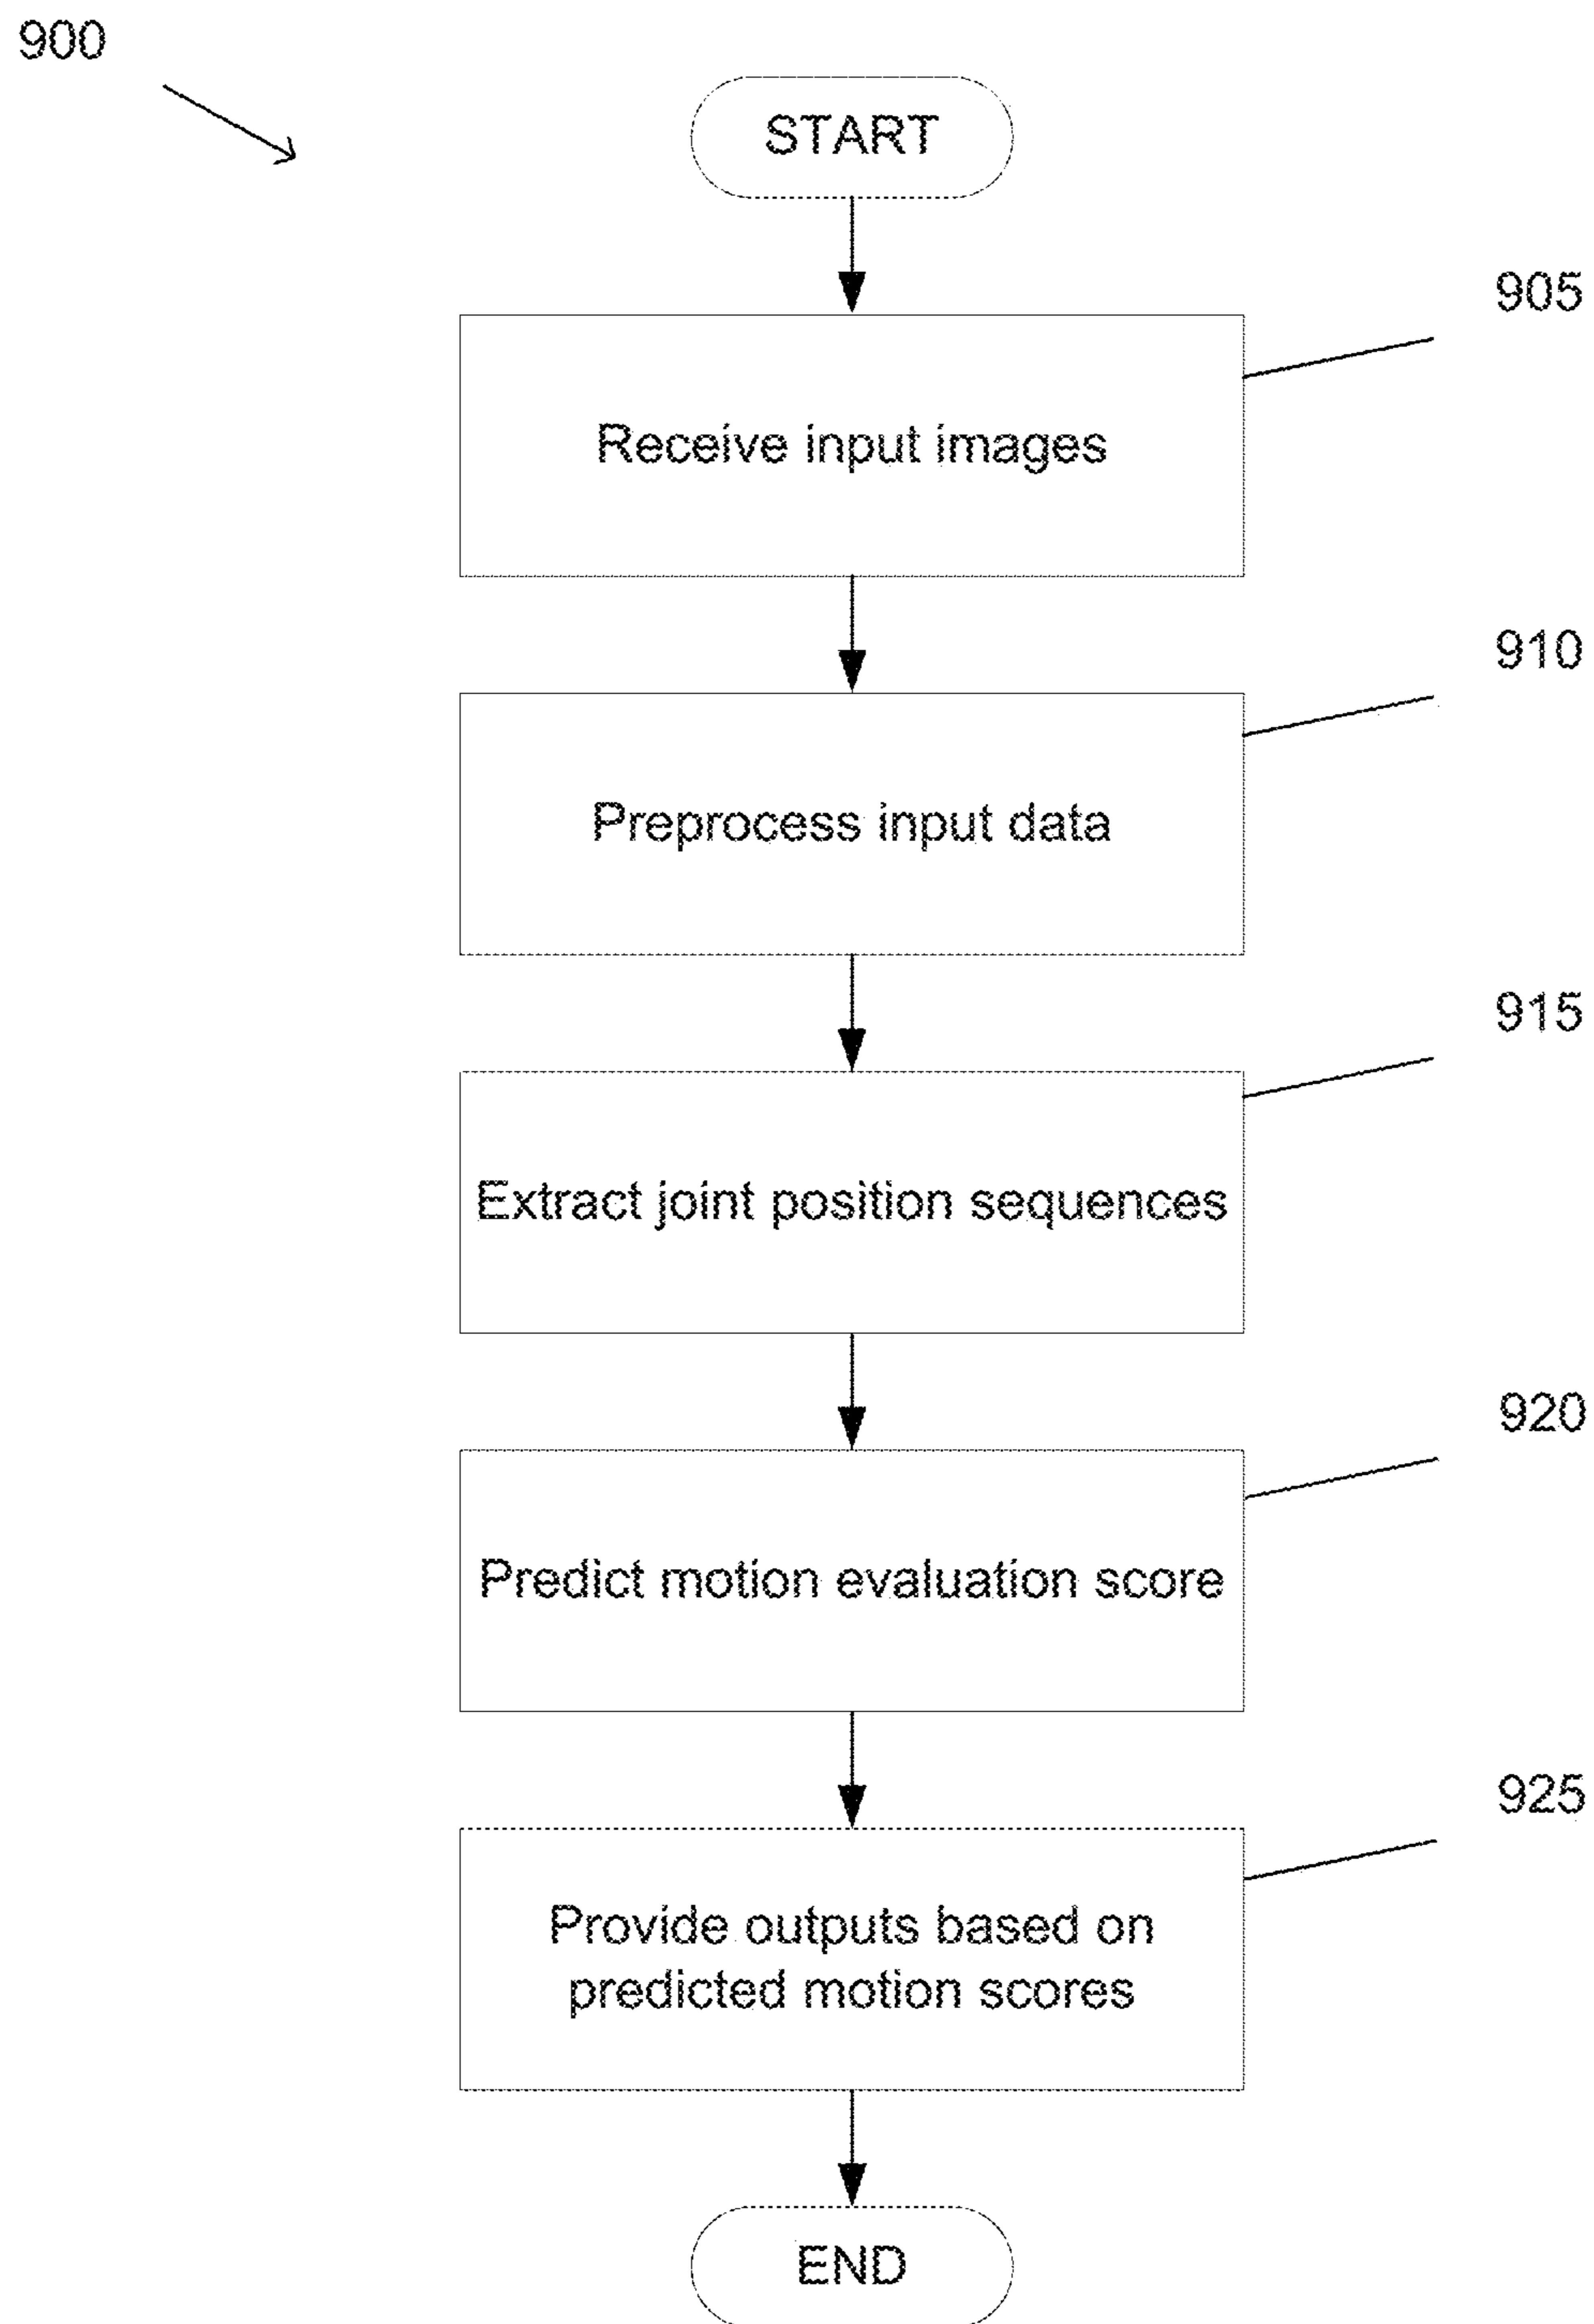 900
START
905
Receive input images
910
Preprocess input data
915
Extract joint position sequences
920
Predict motion evaluation score
925
Provide outputs based on
predicted motion scores
END